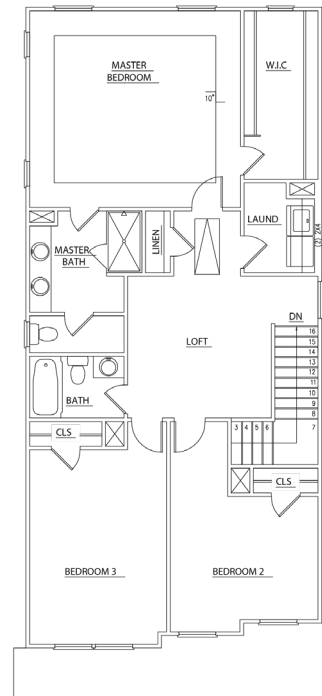 MASTER
BEDROOM
W.I.C
10"
LAUND
(2) 2X4
MASTER
BATH
LINEN
LOFT
DN
16
15
14
13
12
11
10
9
8
7
3 4 5 6
BATH
CLS
CLS
BEDROOM 3
BEDROOM 2